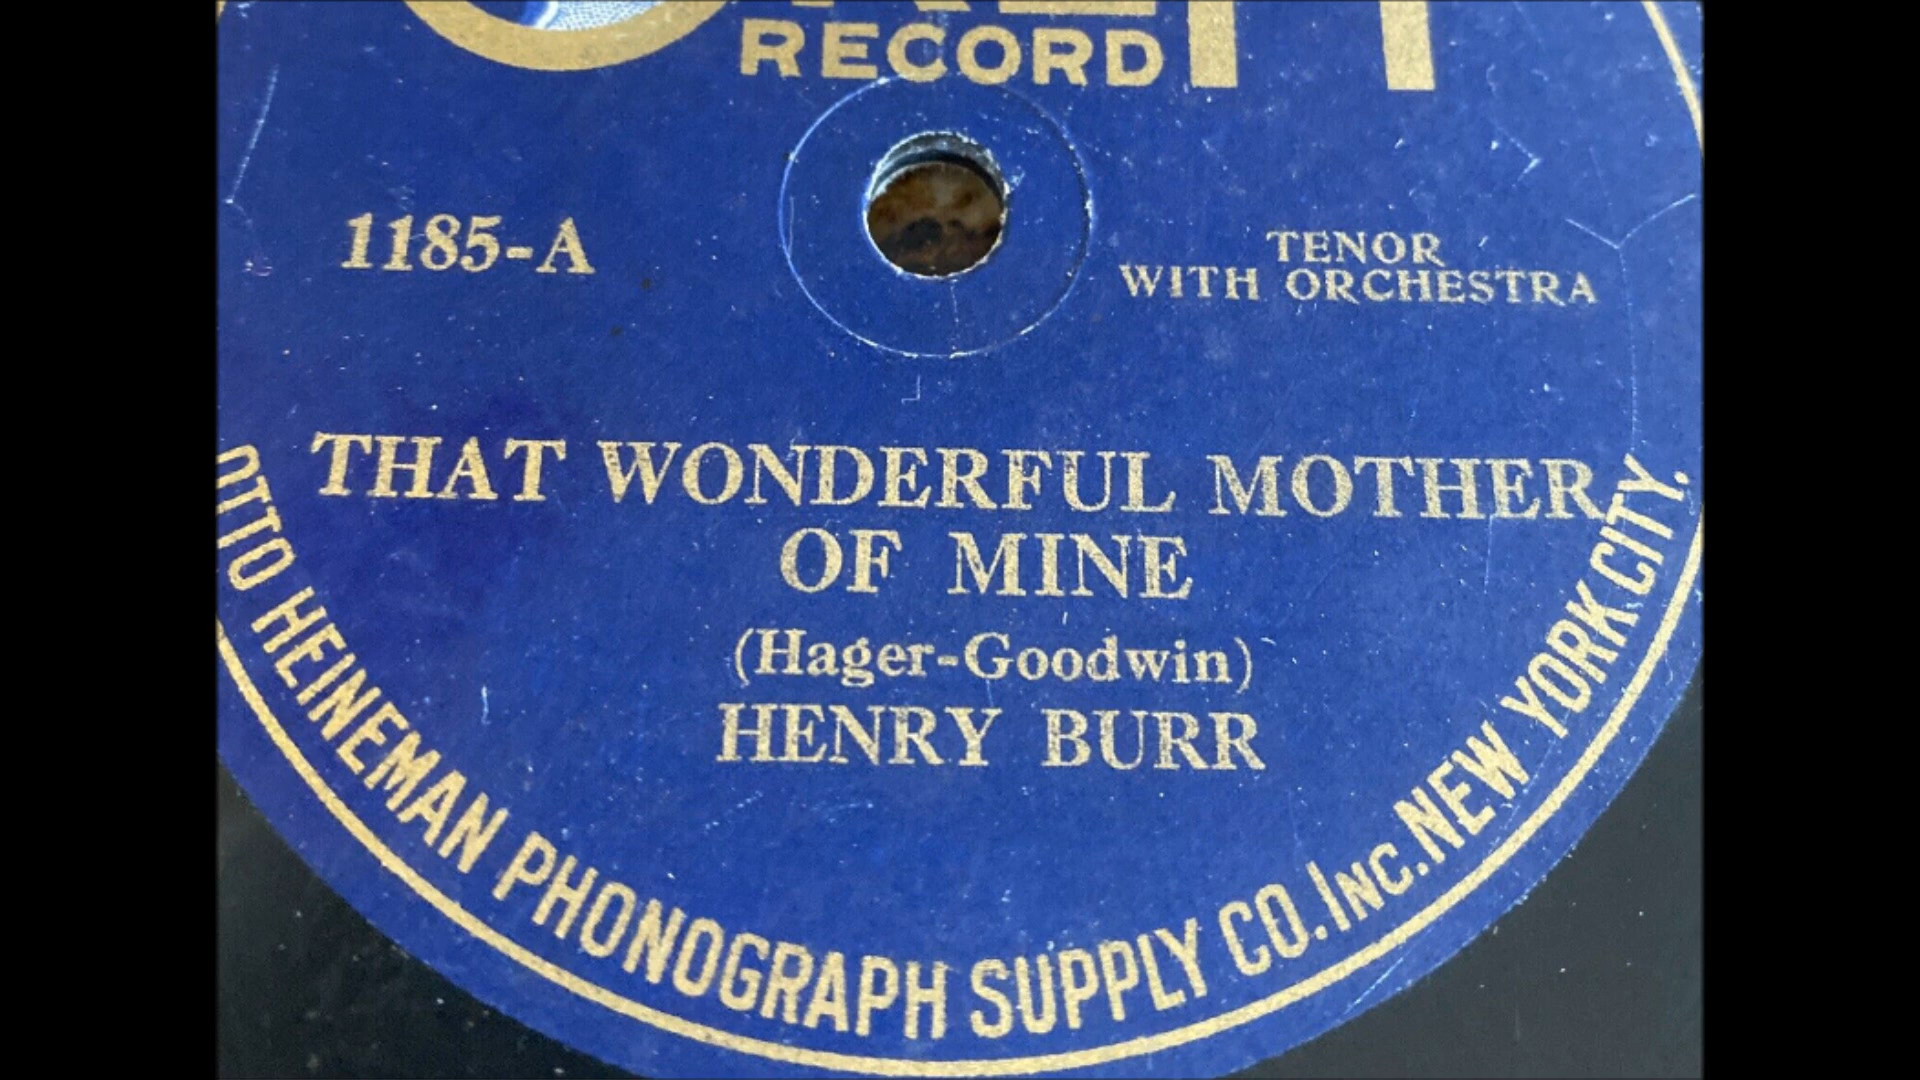 RECORD
1185-A
TENOR
WITH ORCHESTRA
THAT WONDERFUL MOTHER
OF MINE
(Hager-Goodwin)
HENRY BURR
OTTO HEINEMAN PHONOGRAPH SUPPLY CO. INC. NEW YORK CITY.